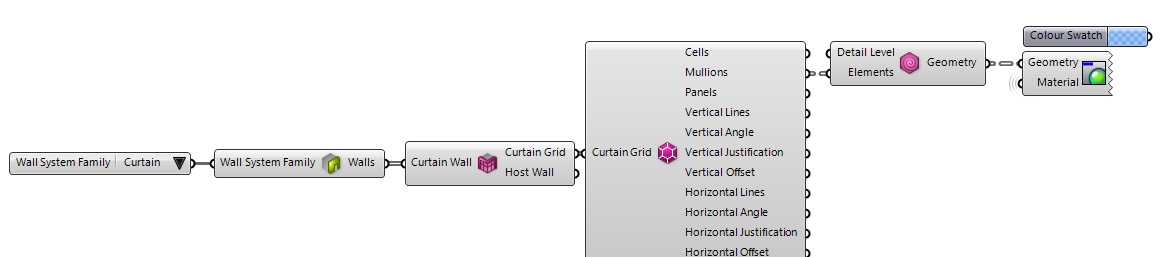 Wall System Family Curtain
Wall System Family Walls
Curtain Wall Curtain Grid
Host Wall
Curtain Grid
Cells
Mullions
Panels
Vertical Lines
Vertical Angle
Vertical Justification
Vertical Offset
Horizontal Lines
Horizontal Angle
Horizontal Justification
Horizontal Offset
Detail Level
Elements
Geometry
Colour Swatch
Geometry
Material